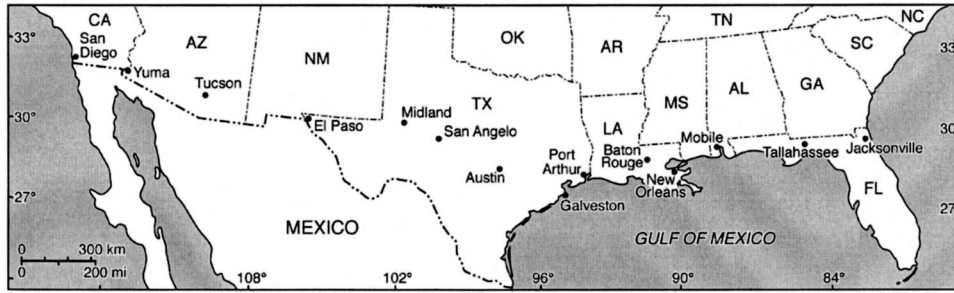 CA
TN
NC
33°
San
Diego
AZ
NM
OK
AR
SC
33
Yuma
Tucson
TX
MS
AL
GA
30°
El Paso
Midland
San Angelo
LA
Baton
Rouge
Mobile
Tallahassee
Jacksonville
30
Austin
Port
Arthur
New
Orleans
FL
27°
Galveston
27
MEXICO
GULF OF MEXICO
0 300 km
0 200 mi
108°
102°
96°
90°
84°